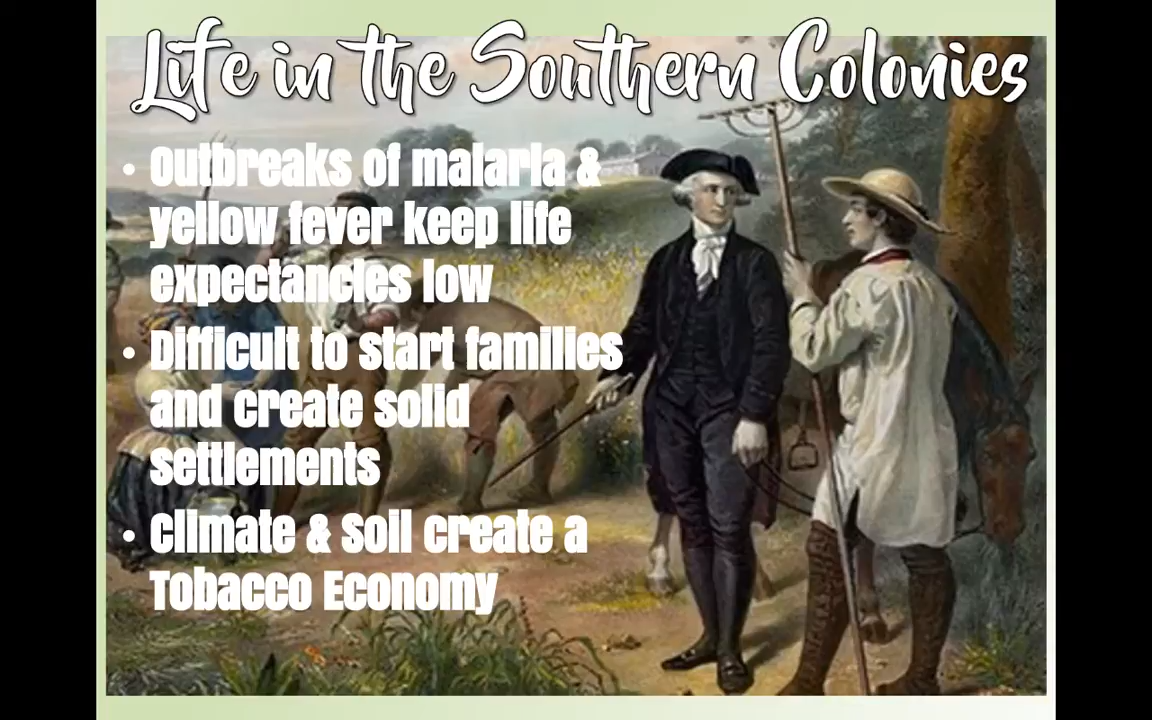 Life in the Southern Colonies
• Outbreaks of malaria &
yellow fever keep life
expectancies low
• Difficult to start families
and create solid
settlements
• Climate & Soil create a
Tobacco Economy